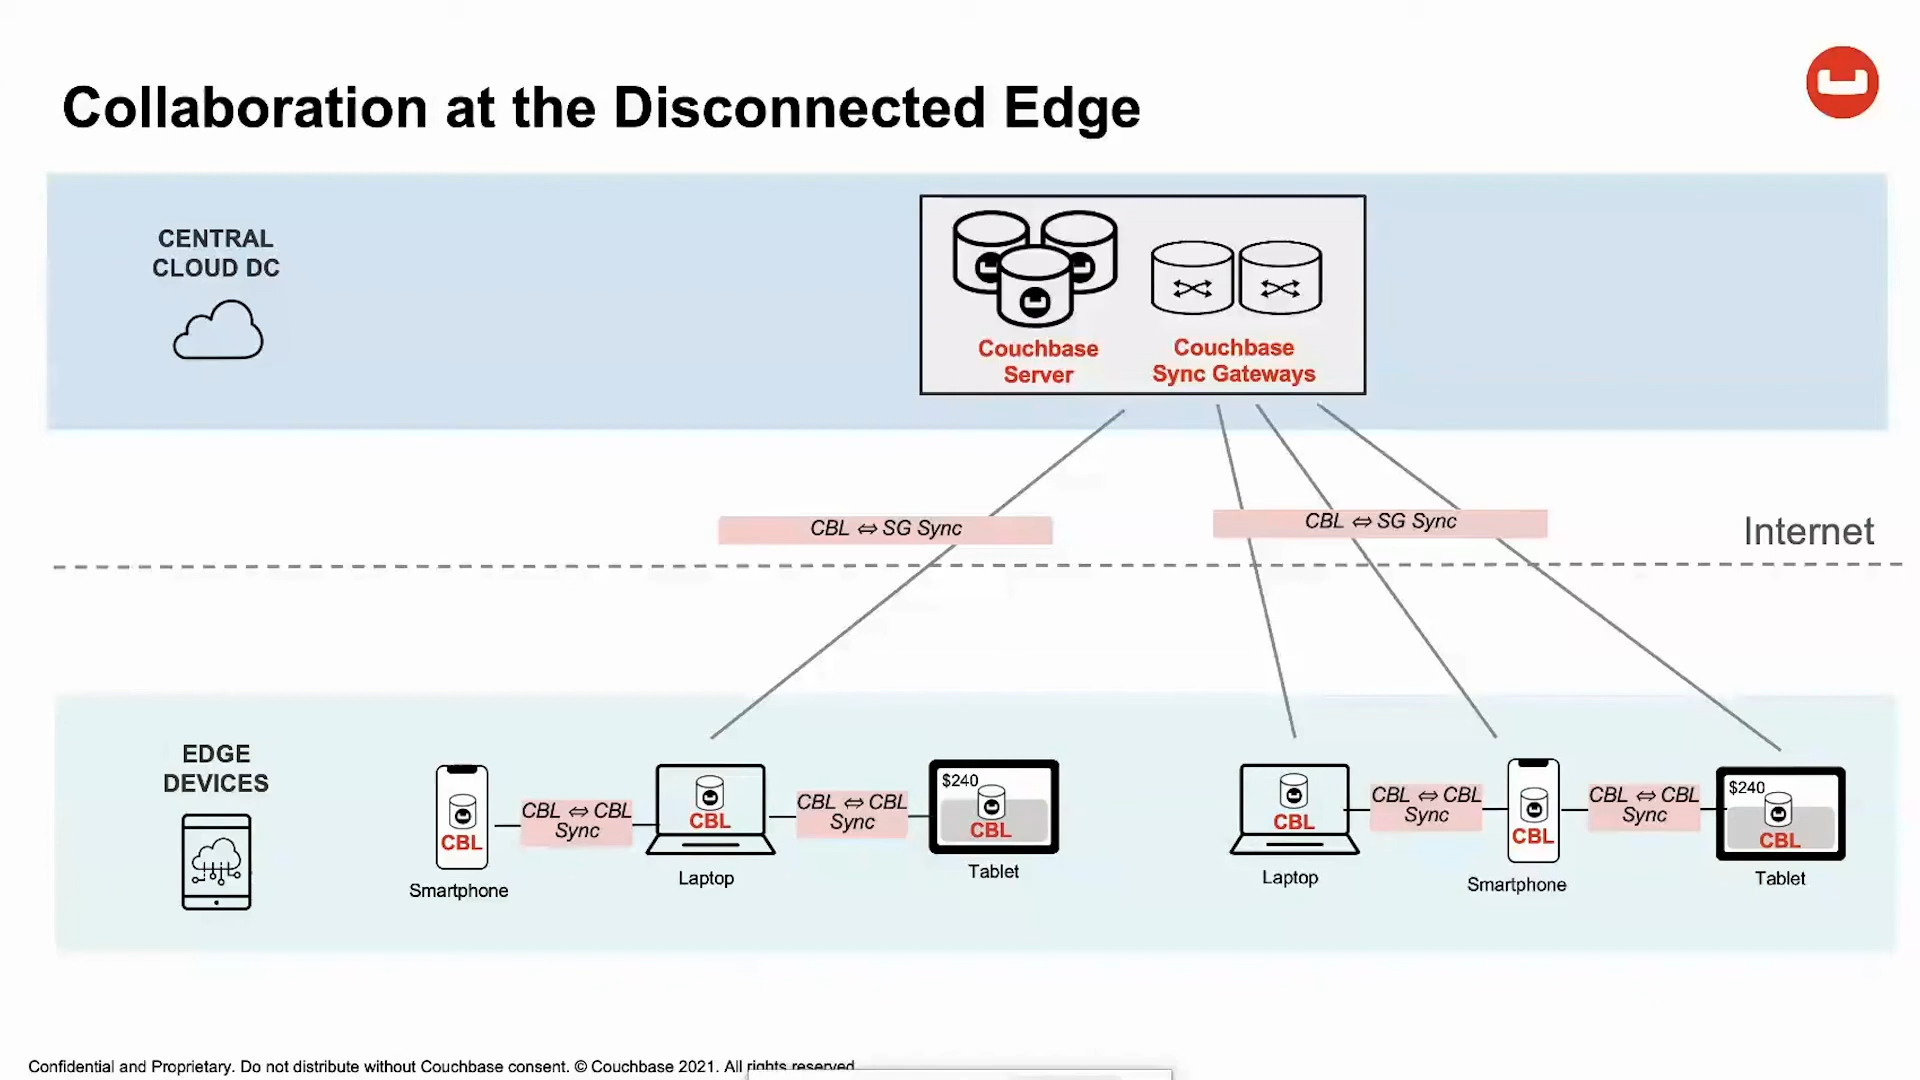 Collaboration at the Disconnected Edge
CENTRAL
CLOUD DC
Couchbase
Server
Couchbase
Sync Gateways
CBL ⇔ SG Sync
CBL ⇔ SG Sync
Internet
EDGE
DEVICES
CBL
Smartphone
CBL ⇔ CBL
Sync
CBL
Laptop
CBL ⇔ CBL
Sync
$240
CBL
Tablet
CBL
Laptop
CBL ⇔ CBL
Sync
CBL
Smartphone
CBL ⇔ CBL
Sync
$240
CBL
Tablet
Confidential and Proprietary. Do not distribute without Couchbase consent. © Couchbase 2021. All rights reserved.